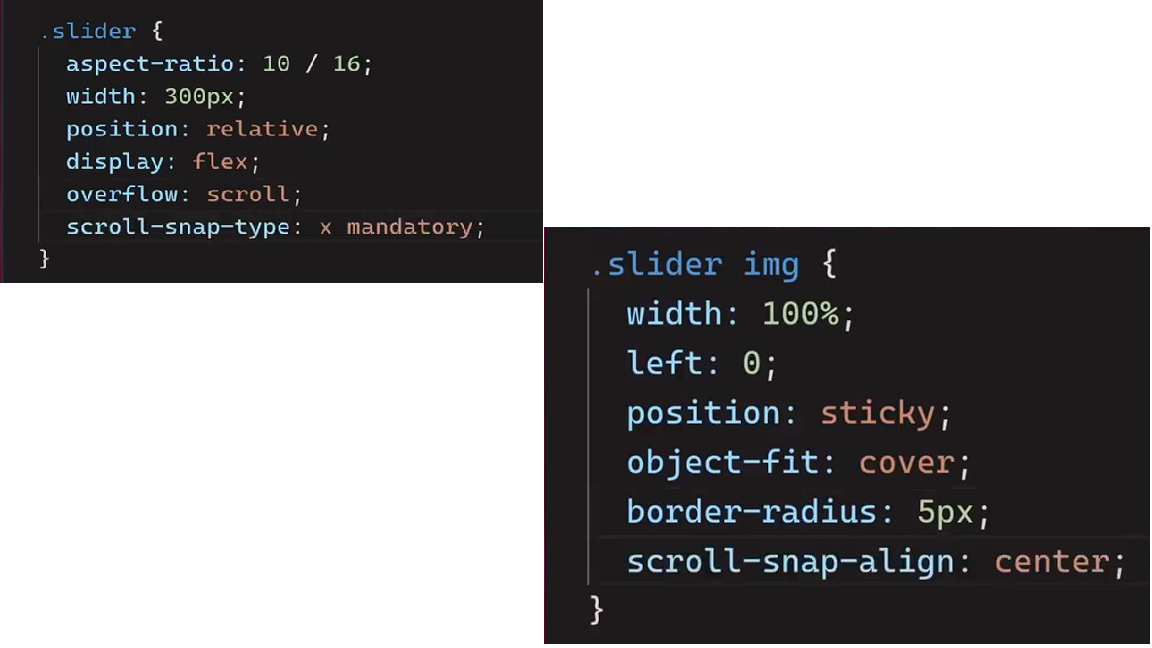 .slider {
aspect-ratio: 10 / 16;
width: 300px;
position: relative;
display: flex;
overflow: scroll;
scroll-snap-type: x mandatory;
}
.slider img {
width: 100%;
left: 0;
position: sticky;
object-fit: cover;
border-radius: 5px;
scroll-snap-align: center;
}